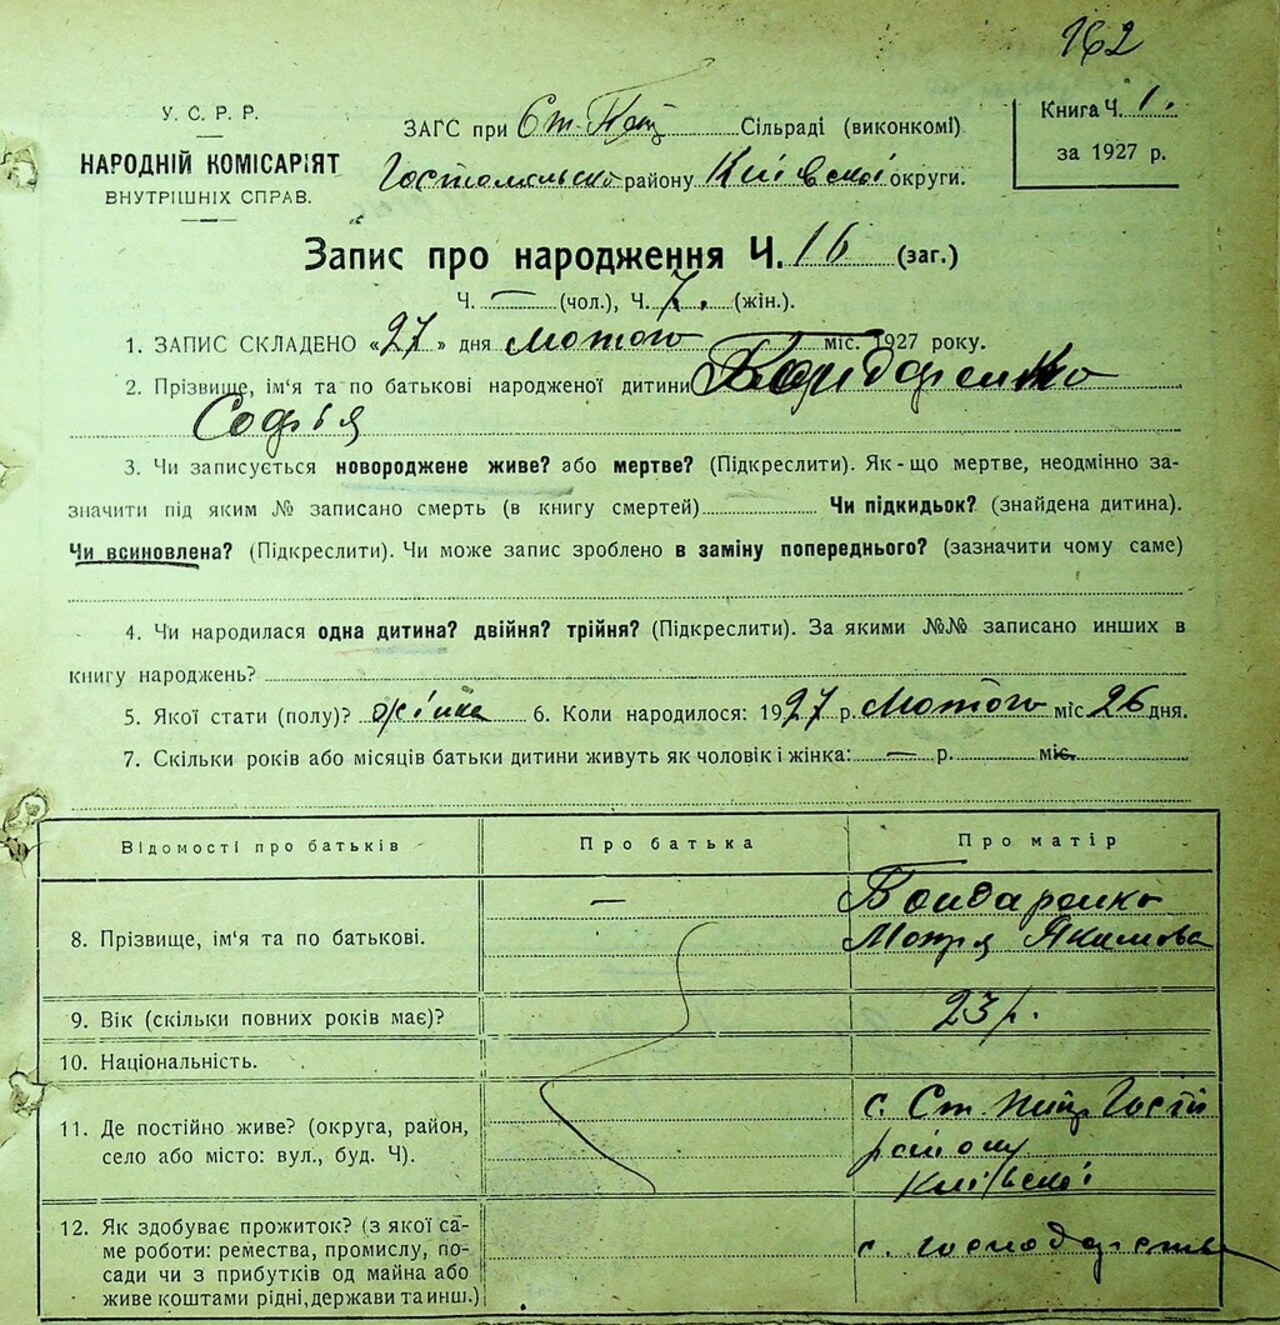 162
У. С. Р. Р.
НАРОДНІЙ КОМІСАРІЯТ
ВНУТРІШНІХ СПРАВ.
ЗАГС при Ст. Сільраді (виконкомі)
району Київської округи.
Книга Ч. 1.
за 1927 р.
Запис про народження Ч. 16 (заг.)
Ч. — (чол.), Ч. 7. (жін.).
1. ЗАПИС СКЛАДЕНО «27» дня Лютого міс. 1927 року.
2. Прізвище, ім'я та по батькові народженої дитини Бондаренко
Софья
3. Чи записується новороджене живе? або мертве? (Підкреслити). Як-що мертве, неодмінно за-
значити під яким № записано смерть (в книгу смертей) Чи підкидьок? (знайдена дитина).
Чи всиновлена? (Підкреслити). Чи може запис зроблено в заміну попереднього? (зазначити чому саме)
4. Чи народилася одна дитина? двійня? трійня? (Підкреслити). За якими №№ записано инших в
книгу народжень?
5. Якої стати (полу)? жіноча 6. Коли народилося: 1927 р. Лютого міс 26 дня.
7. Скільки років або місяців батьки дитини живуть як чоловік і жінка: — р. міс.
Відомості про батьків Про батька Про матір
8. Прізвище, ім'я та по батькові. — Бондаренко
Мотря Якимова
9. Вік (скільки повних років має)? 23 р.
10. Національність.
11. Де постійно живе? (округа, район,
село або місто: вул., буд. Ч).
с. Ст.
району
Київської
12. Як здобуває прожиток? (з якої са-
ме роботи: ремества, промислу, по-
сади чи з прибутків од майна або
живе коштами рідні, держави та инш.)
с. господарство